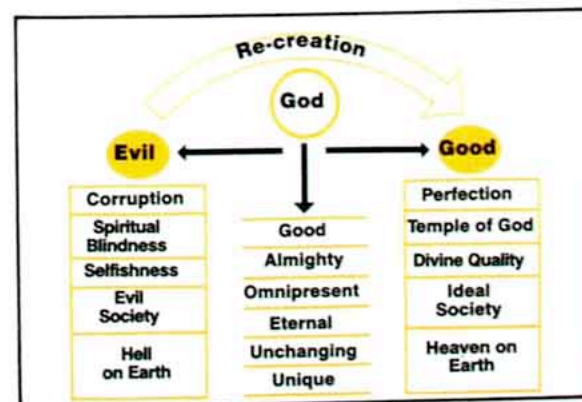 Re-creation
God
Evil
Good
Corruption
Spiritual
Blindness
Selfishness
Evil
Society
Hell
on Earth
Good
Almighty
Omnipresent
Eternal
Unchanging
Unique
Perfection
Temple of God
Divine Quality
Ideal
Society
Heaven on
Earth